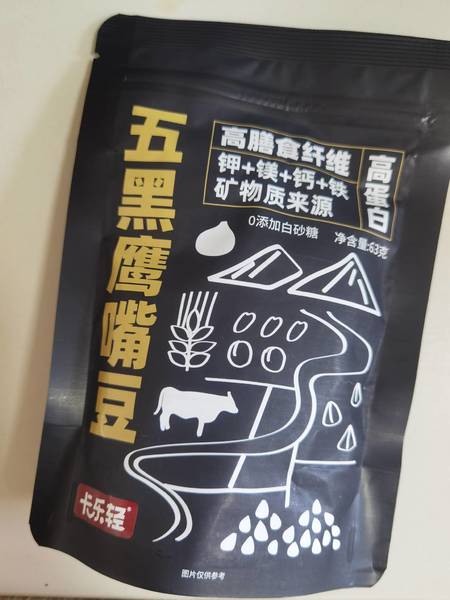 五黑鹰嘴豆
高膳食纤维
钾+镁+钙+铁
矿物质来源
高蛋白
0添加白砂糖
净含量:63克
卡乐轻
图片仅供参考